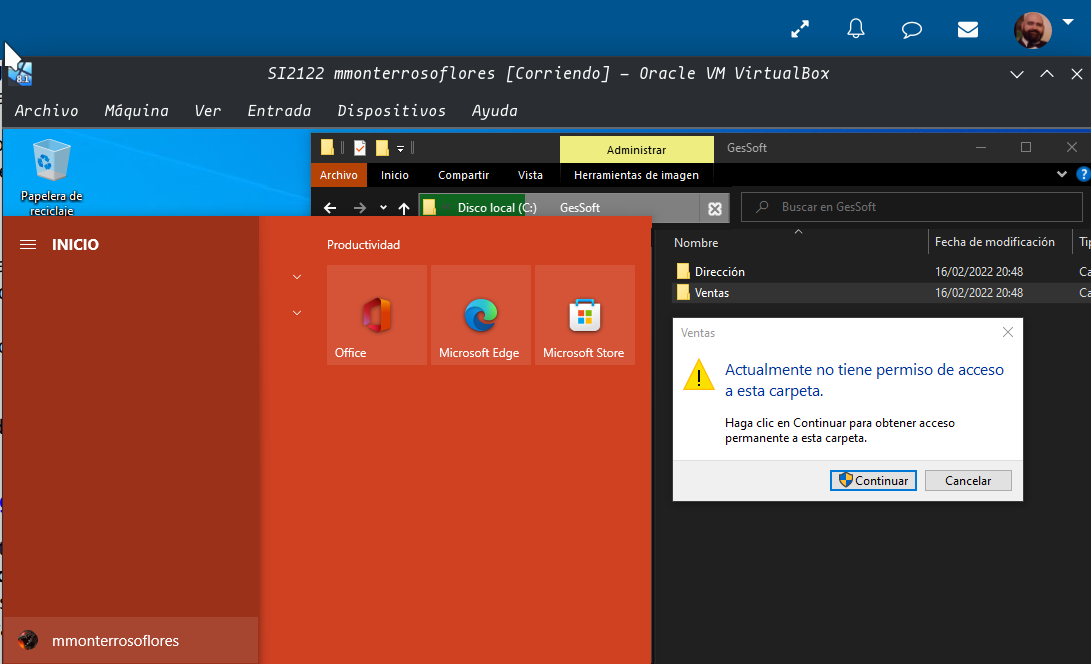 SI2122 mmonterrosoflores [Corriendo] – Oracle VM VirtualBox
Archivo Máquina Ver Entrada Dispositivos Ayuda
Papelera de
reciclaje
Administrar GesSoft
Archivo Inicio Compartir Vista Herramientas de imagen
Disco local (C:) GesSoft Buscar en GesSoft
INICIO
Productividad
Office Microsoft Edge Microsoft Store
mmonterrosoflores
Nombre Fecha de modificación Tip
Dirección 16/02/2022 20:48 Ca
Ventas 16/02/2022 20:48 Ca
Ventas
Actualmente no tiene permiso de acceso
a esta carpeta.
Haga clic en Continuar para obtener acceso
permanente a esta carpeta.
Continuar Cancelar